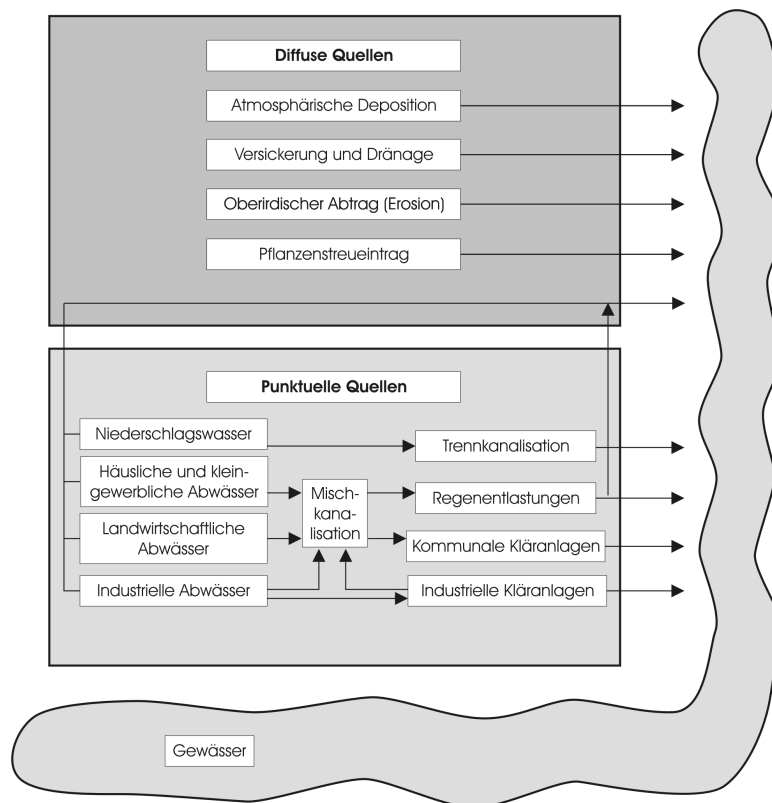 Diffuse Quellen
Atmosphärische Deposition
Versickerung und Dränage
Oberirdischer Abtrag (Erosion)
Pflanzenstreueintrag
Punktuelle Quellen
Niederschlagswasser
Trennkanalisation
Häusliche und klein-
gewerbliche Abwässer
Misch-
kana-
lisation
Regenentlastungen
Landwirtschaftliche
Abwässer
Kommunale Kläranlagen
Industrielle Abwässer
Industrielle Kläranlagen
Gewässer